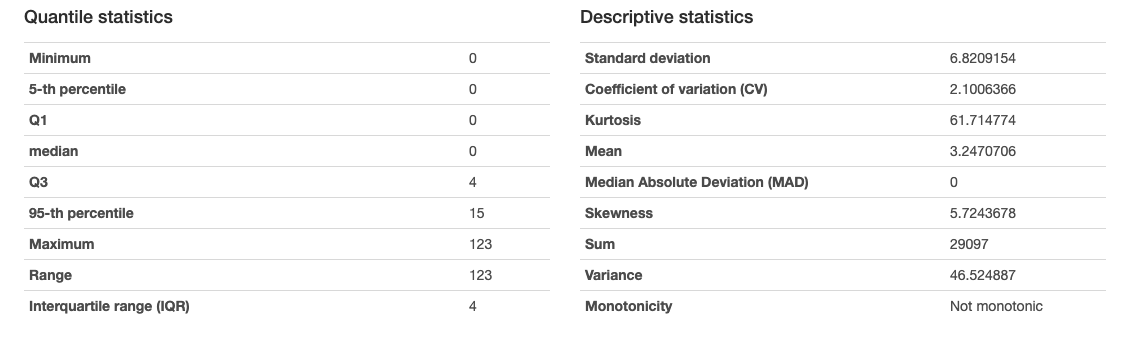 Quantile statistics
Minimum 0
5-th percentile 0
Q1 0
median 0
Q3 4
95-th percentile 15
Maximum 123
Range 123
Interquartile range (IQR) 4
Descriptive statistics
Standard deviation 6.8209154
Coefficient of variation (CV) 2.1006366
Kurtosis 61.714774
Mean 3.2470706
Median Absolute Deviation (MAD) 0
Skewness 5.7243678
Sum 29097
Variance 46.524887
Monotonicity Not monotonic